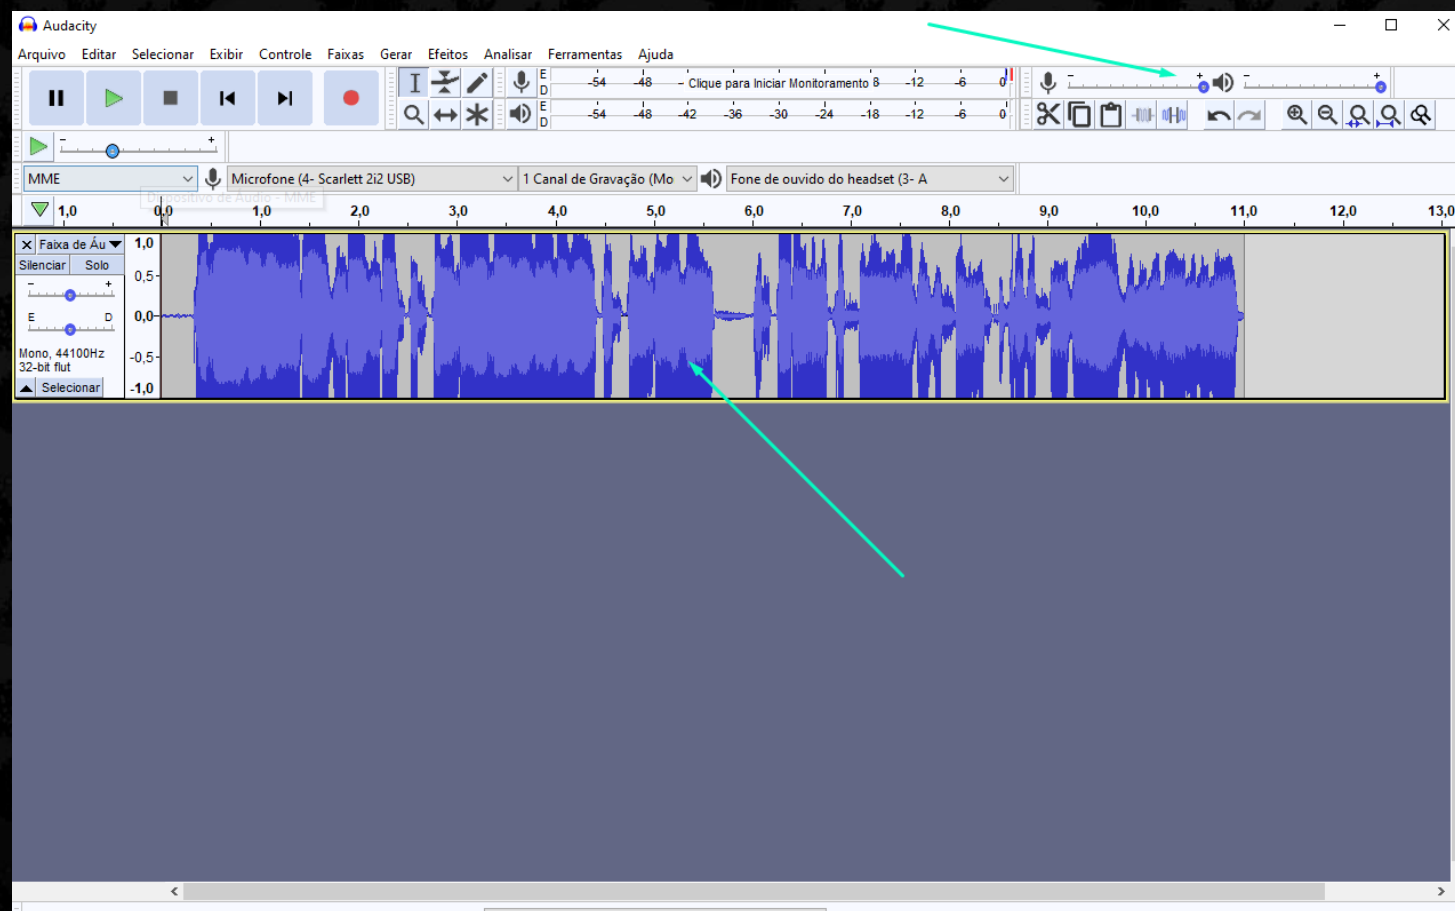 Audacity
Arquivo Editar Selecionar Exibir Controle Faixas Gerar Efeitos Analisar Ferramentas Ajuda
E
D
-54 -48 - Clique para Iniciar Monitoramento 8 -12 -6 0
- +
- +
E
D
-54 -48 -42 -36 -30 -24 -18 -12 -6 0
- +
MME Microfone (4- Scarlett 2i2 USB) 1 Canal de Gravação (Mo Fone de ouvido do headset (3- A
Dispositivo de Áudio - MME
1,0 0,0 1,0 2,0 3,0 4,0 5,0 6,0 7,0 8,0 9,0 10,0 11,0 12,0 13,0
Faixa de Áu
Silenciar Solo
- +
E D
Mono, 44100Hz
32-bit flut
Selecionar
1,0
0,5-
0,0-
-0,5-
-1,0